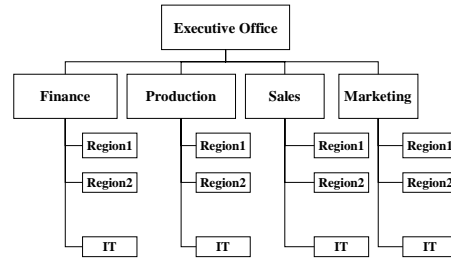 Executive Office
Finance
Production
Sales
Marketing
Region1
Region1
Region1
Region1
Region2
Region2
Region2
Region2
IT
IT
IT
IT